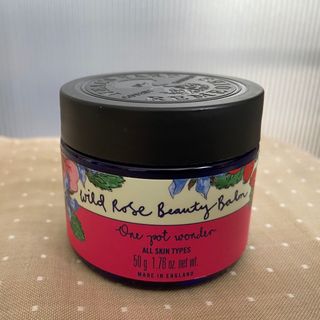 Wild Rose Beauty Balm
One pot wonder
ALL SKIN TYPES
50 g 1.76 oz. net wt.
MADE IN ENGLAND